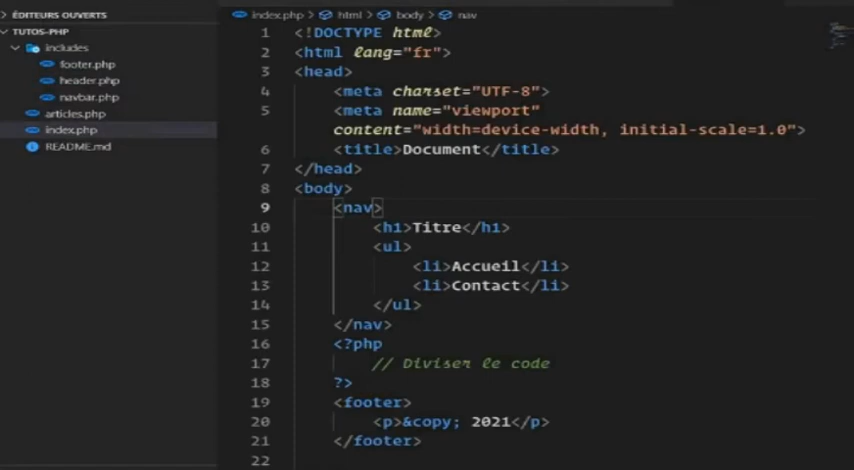 ÉDITEURS OUVERTS
TUTOS-PHP
includes
footer.php
header.php
navbar.php
articles.php
index.php
README.md
index.php > html > body > nav
1 <!DOCTYPE html>
2 <html lang="fr">
3 <head>
4 <meta charset="UTF-8">
5 <meta name="viewport"
content="width=device-width, initial-scale=1.0">
6 <title>Document</title>
7 </head>
8 <body>
9 <nav>
10 <h1>Titre</h1>
11 <ul>
12 <li>Accueil</li>
13 <li>Contact</li>
14 </ul>
15 </nav>
16 <?php
17 // Diviser le code
18 ?>
19 <footer>
20 <p>&copy; 2021</p>
21 </footer>
22